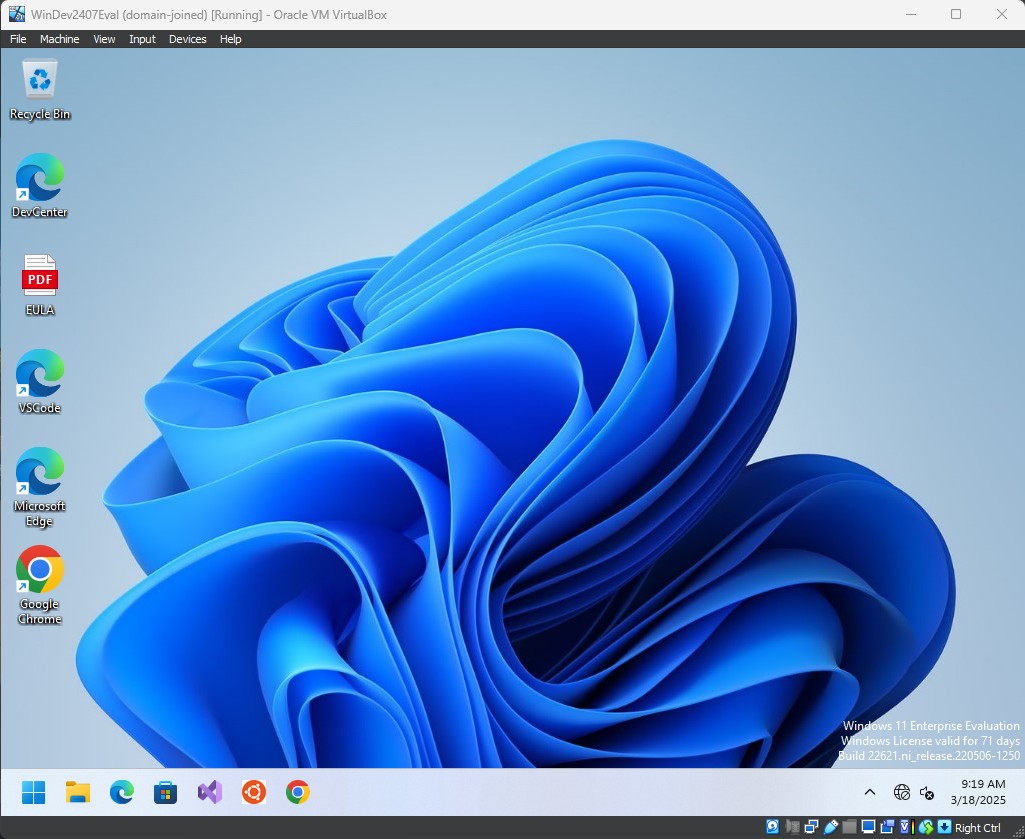 WinDev2407Eval (domain-joined) [Running] - Oracle VM VirtualBox
File Machine View Input Devices Help
Recycle Bin
DevCenter
PDF
EULA
VSCode
Microsoft
Edge
Google
Chrome
Windows 11 Enterprise Evaluation
Windows License valid for 71 days
Build 22621.ni_release.220506-1250
9:19 AM
3/18/2025
Right Ctrl